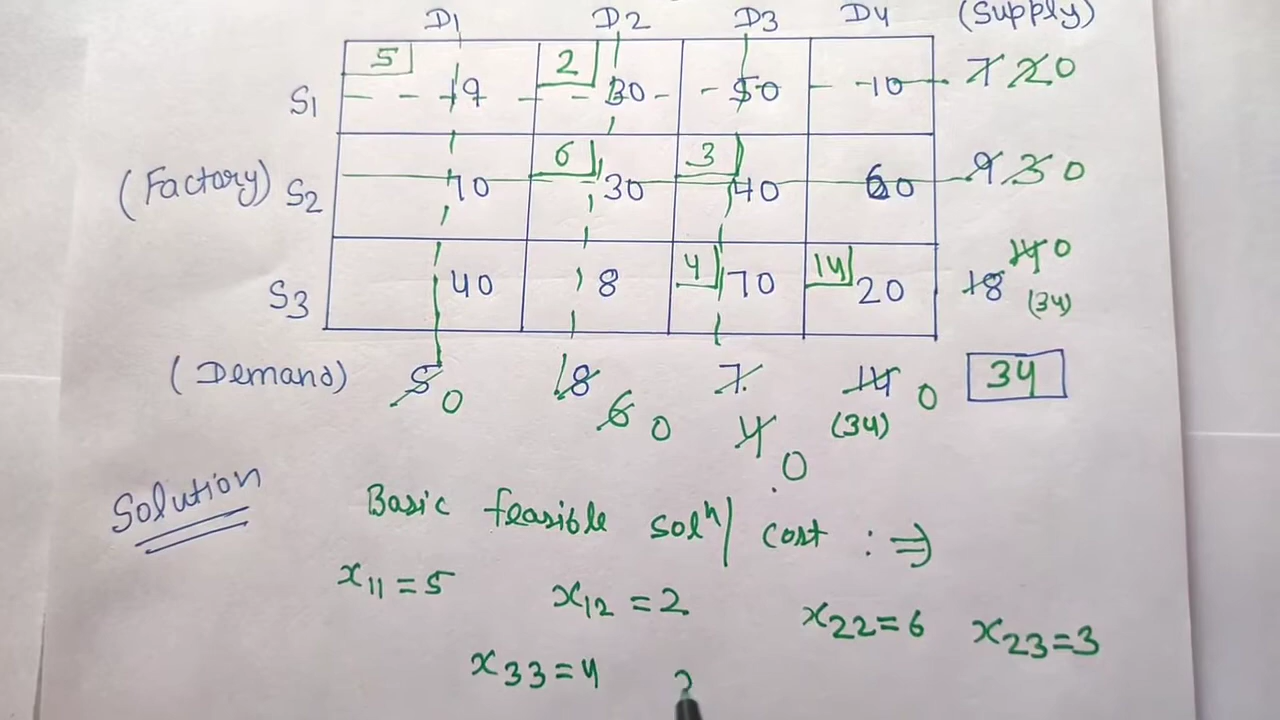 D1 D2 D3 D4 (Supply)
5 2
S1 19 30 50 10 7 2 0
6 3
(Factory) S2 70 30 40 60 9 3 0
4 14 14 0
S3 40 8 70 20 18 (34)
(Demand) 5 0 8 6 0 7 4 0 14 0 (34) 34
Solution
Basic feasible solⁿ/ cost : ⇒
x11 = 5 x12 = 2 x22 = 6 x23 = 3
x33 = 4